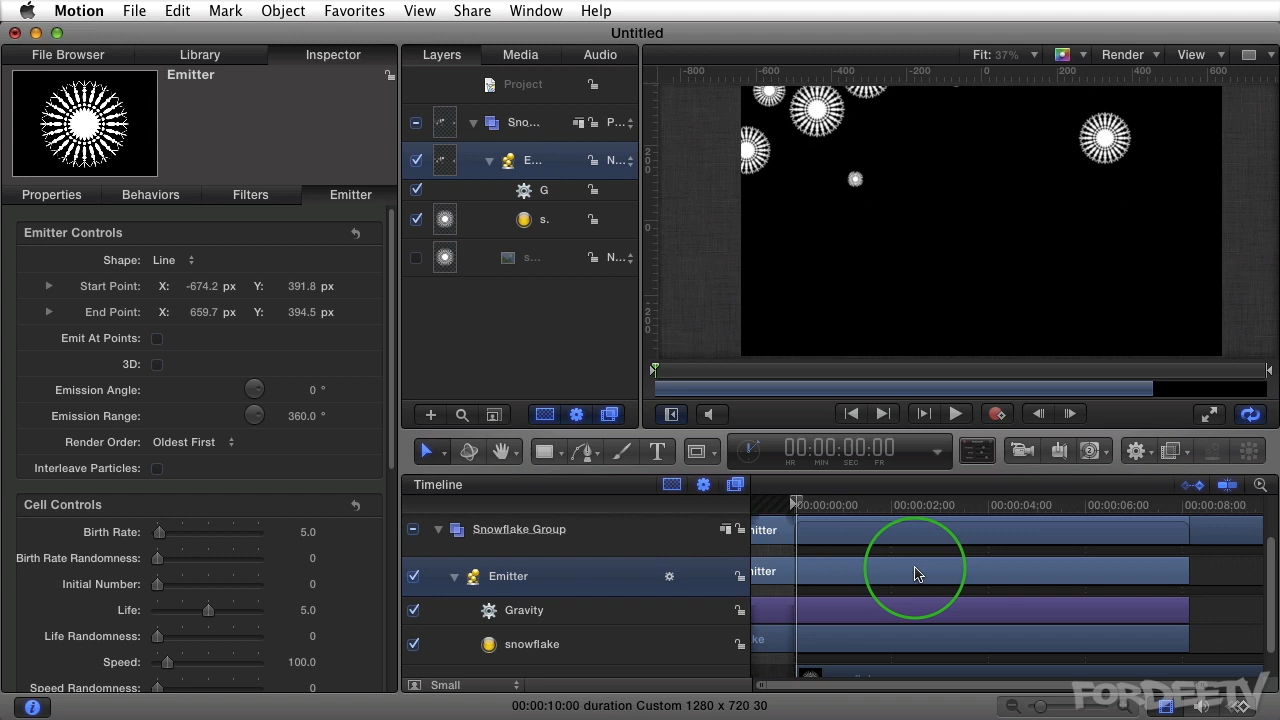 Motion File Edit Mark Object Favorites View Share Window Help
Untitled
File Browser Library Inspector
Emitter
Properties Behaviors Filters Emitter
Emitter Controls
Shape: Line
Start Point: X: -674.2 px Y: 391.8 px
End Point: X: 659.7 px Y: 394.5 px
Emit At Points:
3D:
Emission Angle: 0 °
Emission Range: 360.0 °
Render Order: Oldest First
Interleave Particles:
Cell Controls
Birth Rate: 5.0
Birth Rate Randomness: 0
Initial Number: 0
Life: 5.0
Life Randomness: 0
Speed: 100.0
Speed Randomness: 0
Layers Media Audio
Project
Sno... P...
E... N...
G
s.
s... N...
Fit: 37% Render View
-800 -600 -400 -200 0 200 400 600
200
0
-200
T
00:00:00:00
HR MIN SEC FR
Timeline
00:00:00:00 00:00:02:00 00:00:04:00 00:00:06:00 00:00:08:00
Snowflake Group
mitter
Emitter
mitter
Gravity
snowflake
ke
Small
00:00:10:00 duration Custom 1280 x 720 30
FORDEETV